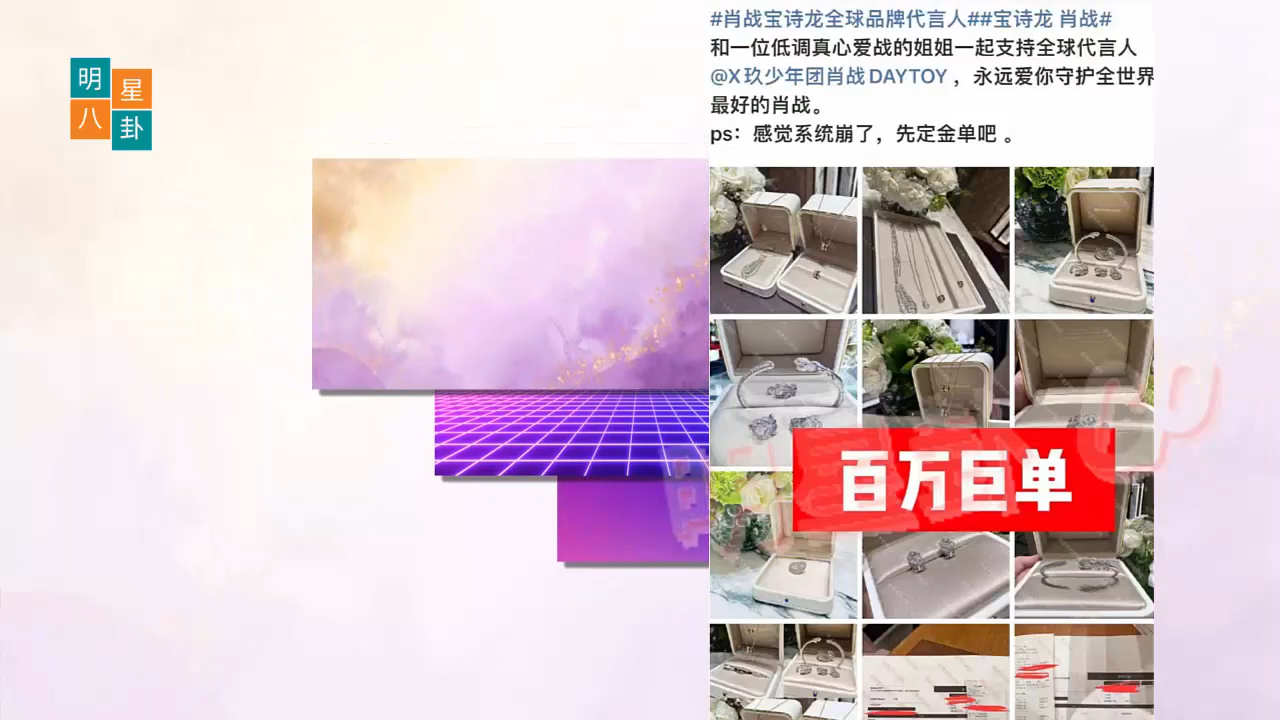 明星
八卦
#肖战宝诗龙全球品牌代言人##宝诗龙 肖战#
和一位低调真心爱战的姐姐一起支持全球代言人
@X玖少年团肖战DAYTOY ，永远爱你守护全世界
最好的肖战。
ps：感觉系统崩了，先定金单吧 。
百万巨单